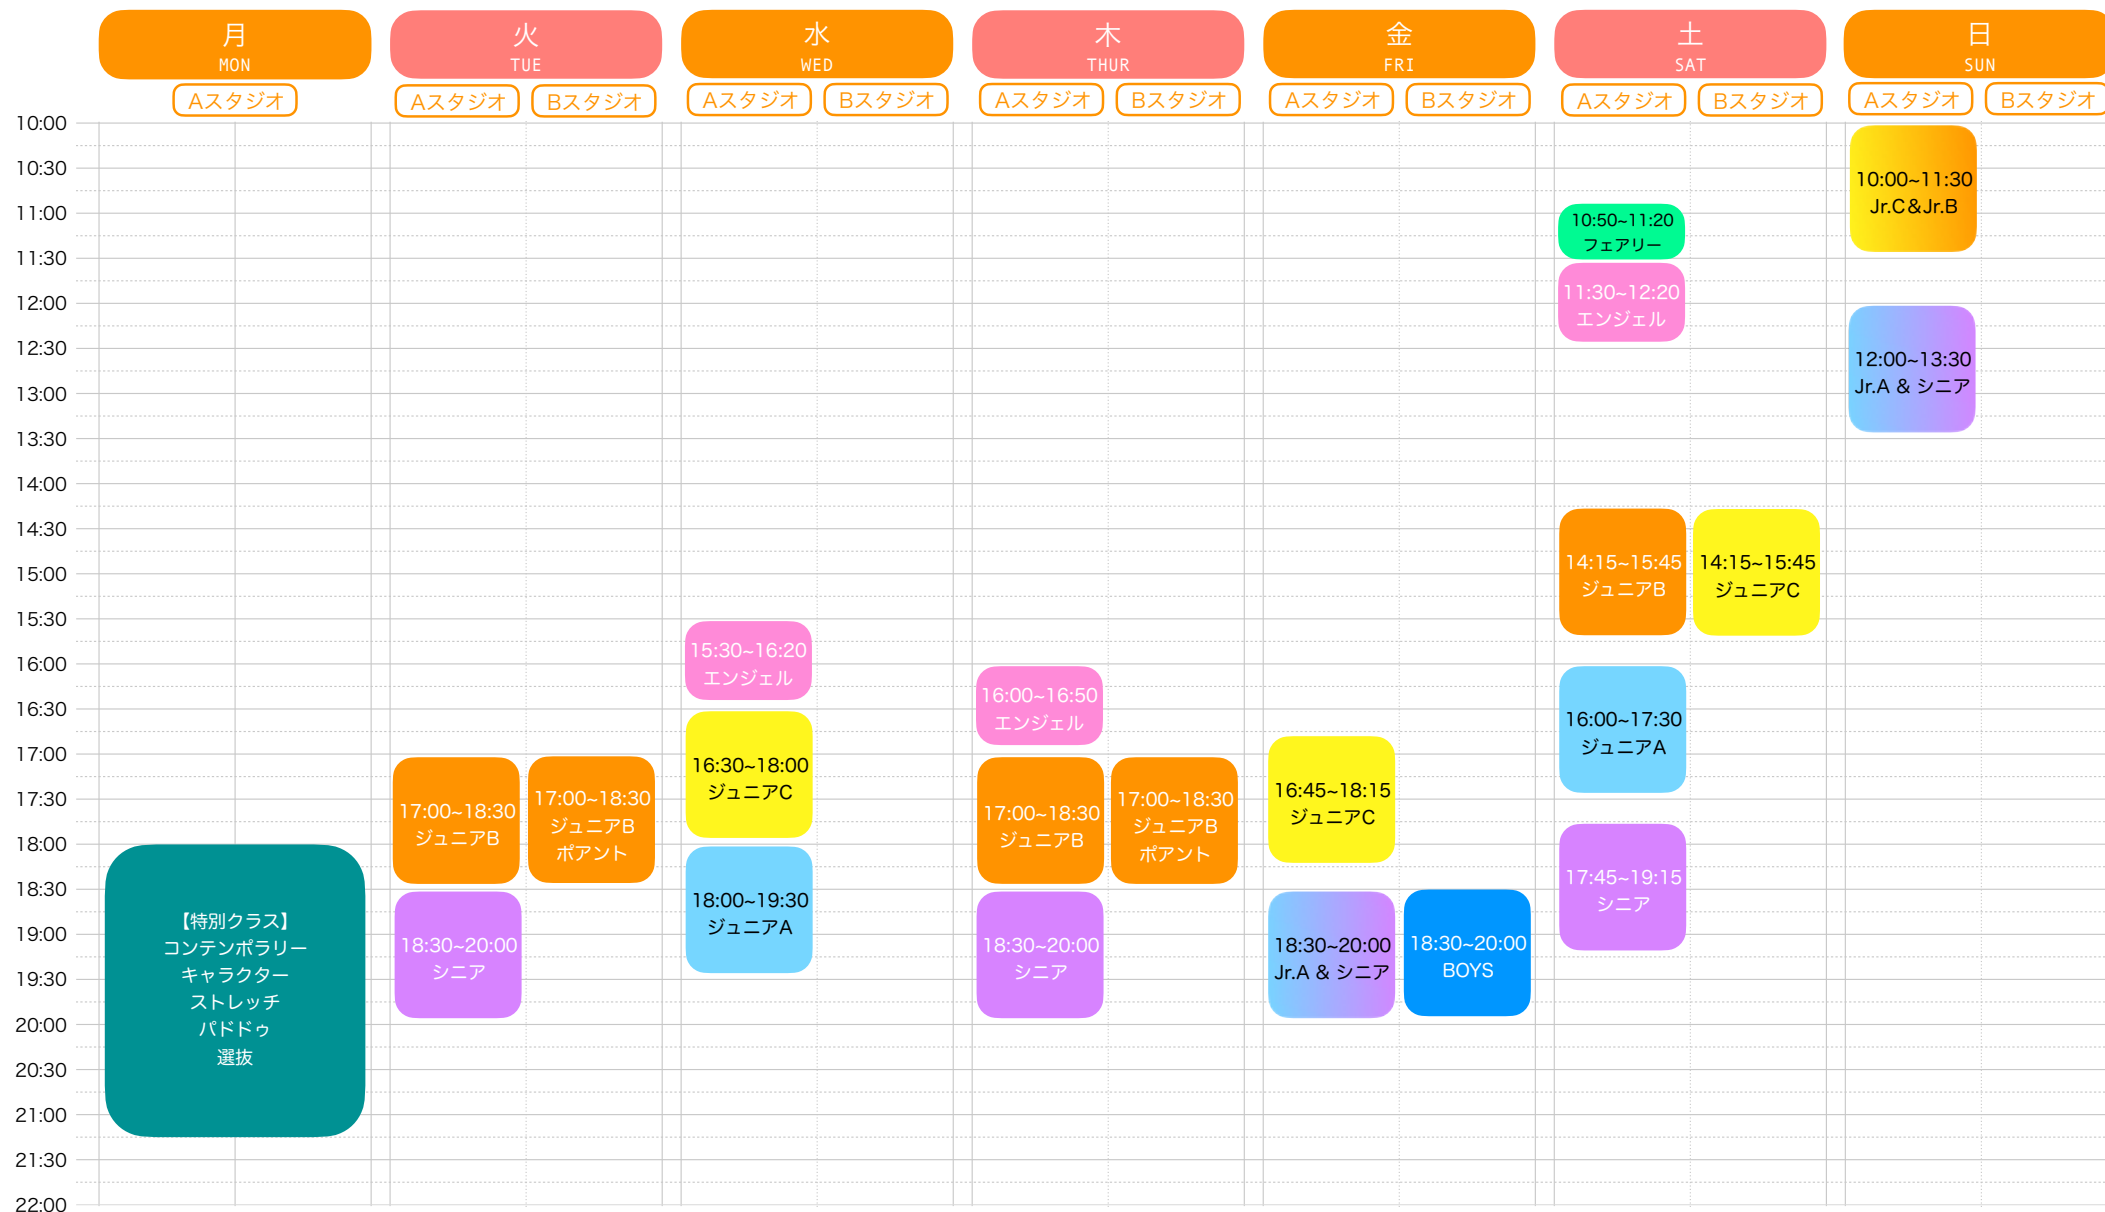 月
MON
火
TUE
水
WED
木
THUR
金
FRI
土
SAT
日
SUN
Aスタジオ
Aスタジオ
Bスタジオ
Aスタジオ
Bスタジオ
Aスタジオ
Bスタジオ
Aスタジオ
Bスタジオ
Aスタジオ
Bスタジオ
Aスタジオ
Bスタジオ
10:00
10:30
11:00
11:30
12:00
12:30
13:00
13:30
14:00
14:30
15:00
15:30
16:00
16:30
17:00
17:30
18:00
18:30
19:00
19:30
20:00
20:30
21:00
21:30
22:00
【特別クラス】
コンテンポラリー
キャラクター
ストレッチ
パドドゥ
選抜
17:00~18:30
ジュニアB
18:30~20:00
シニア
17:00~18:30
ジュニアB
ポアント
15:30~16:20
エンジェル
16:30~18:00
ジュニアC
18:00~19:30
ジュニアA
16:00~16:50
エンジェル
17:00~18:30
ジュニアB
18:30~20:00
シニア
17:00~18:30
ジュニアB
ポアント
16:45~18:15
ジュニアC
18:30~20:00
Jr.A & シニア
18:30~20:00
BOYS
10:50~11:20
フェアリー
11:30~12:20
エンジェル
14:15~15:45
ジュニアB
16:00~17:30
ジュニアA
17:45~19:15
シニア
14:15~15:45
ジュニアC
10:00~11:30
Jr.C&Jr.B
12:00~13:30
Jr.A & シニア